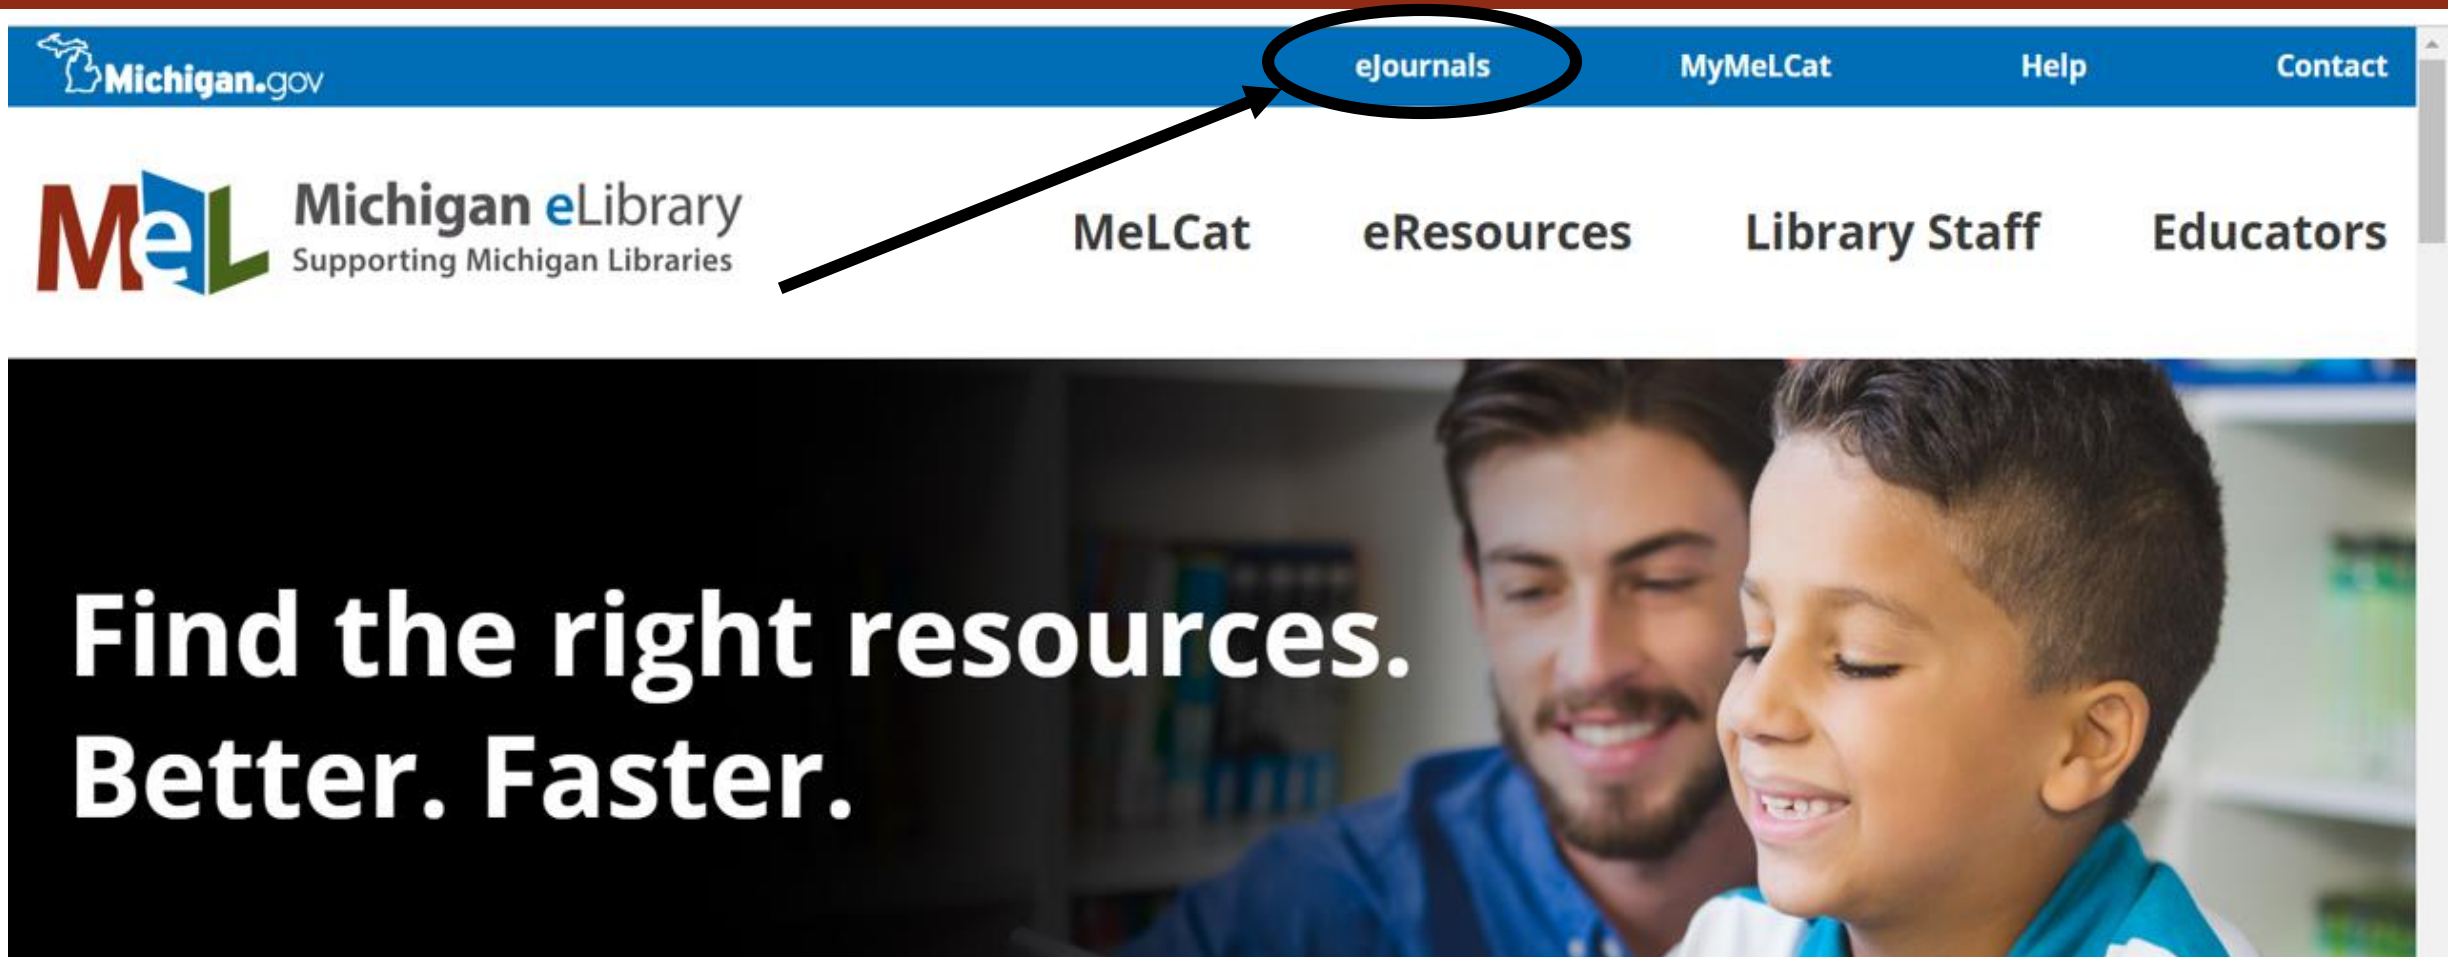 Michigan.gov eJournals MyMeLCat Help Contact
MeL Michigan eLibrary
Supporting Michigan Libraries
MeLCat eResources Library Staff Educators
Find the right resources.
Better. Faster.